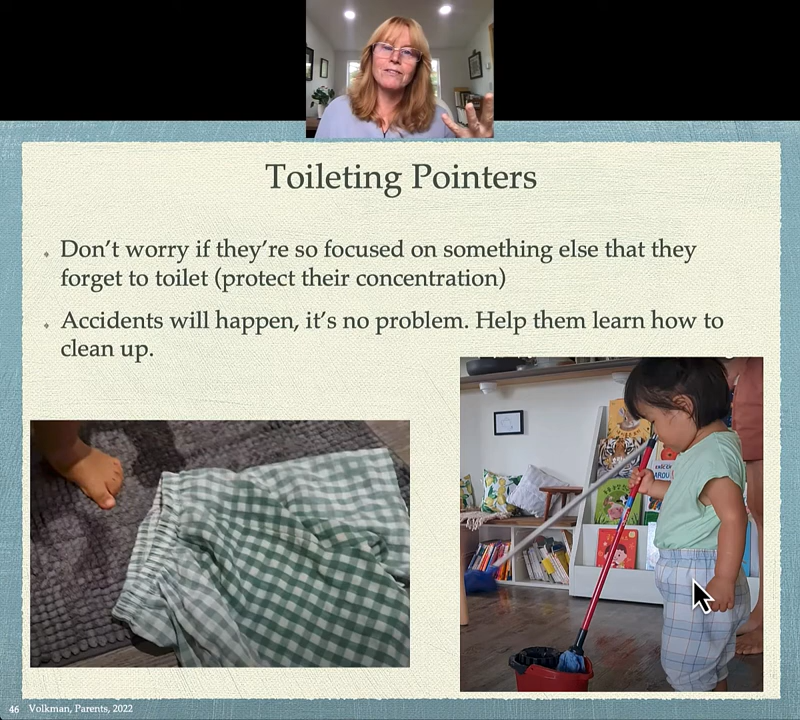 Toileting Pointers
Don't worry if they're so focused on something else that they
forget to toilet (protect their concentration)
Accidents will happen, it's no problem. Help them learn how to
clean up.
46 Volkman, Parents, 2022